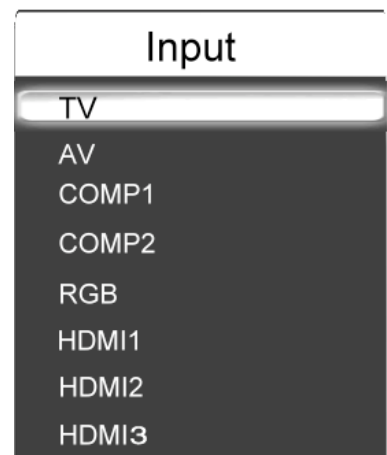 Input
TV
AV
COMP1
COMP2
RGB
HDMI1
HDMI2
HDMI3